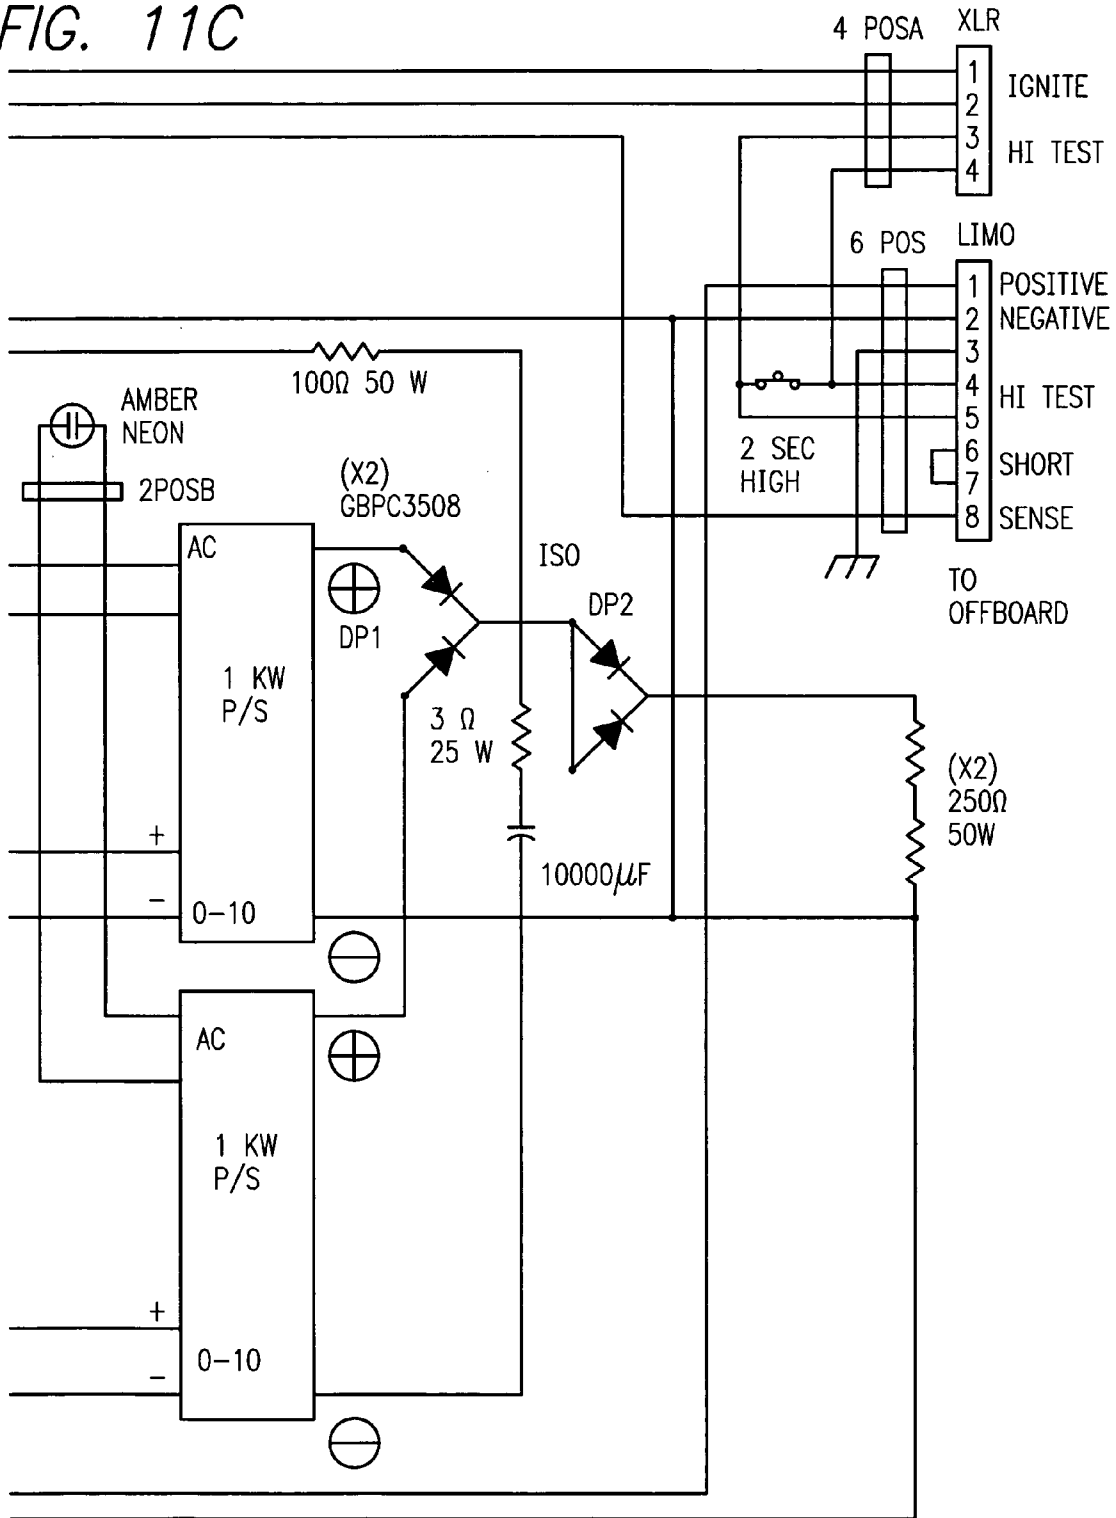 FIG. 11C
4 POSA
XLR
1
2
3
4
IGNITE
HI TEST
6 POS
LIMO
1
2
3
4
5
6
7
8
POSITIVE
NEGATIVE
HI TEST
SHORT
SENSE
TO
OFFBOARD
2 SEC
HIGH
100Ω 50 W
AMBER
NEON
2POSB
(X2)
GBPC3508
ISO
DP1
DP2
AC
1 KW
P/S
+
−
0−10
3 Ω
25 W
10000μF
(X2)
250Ω
50W
AC
1 KW
P/S
+
−
0−10